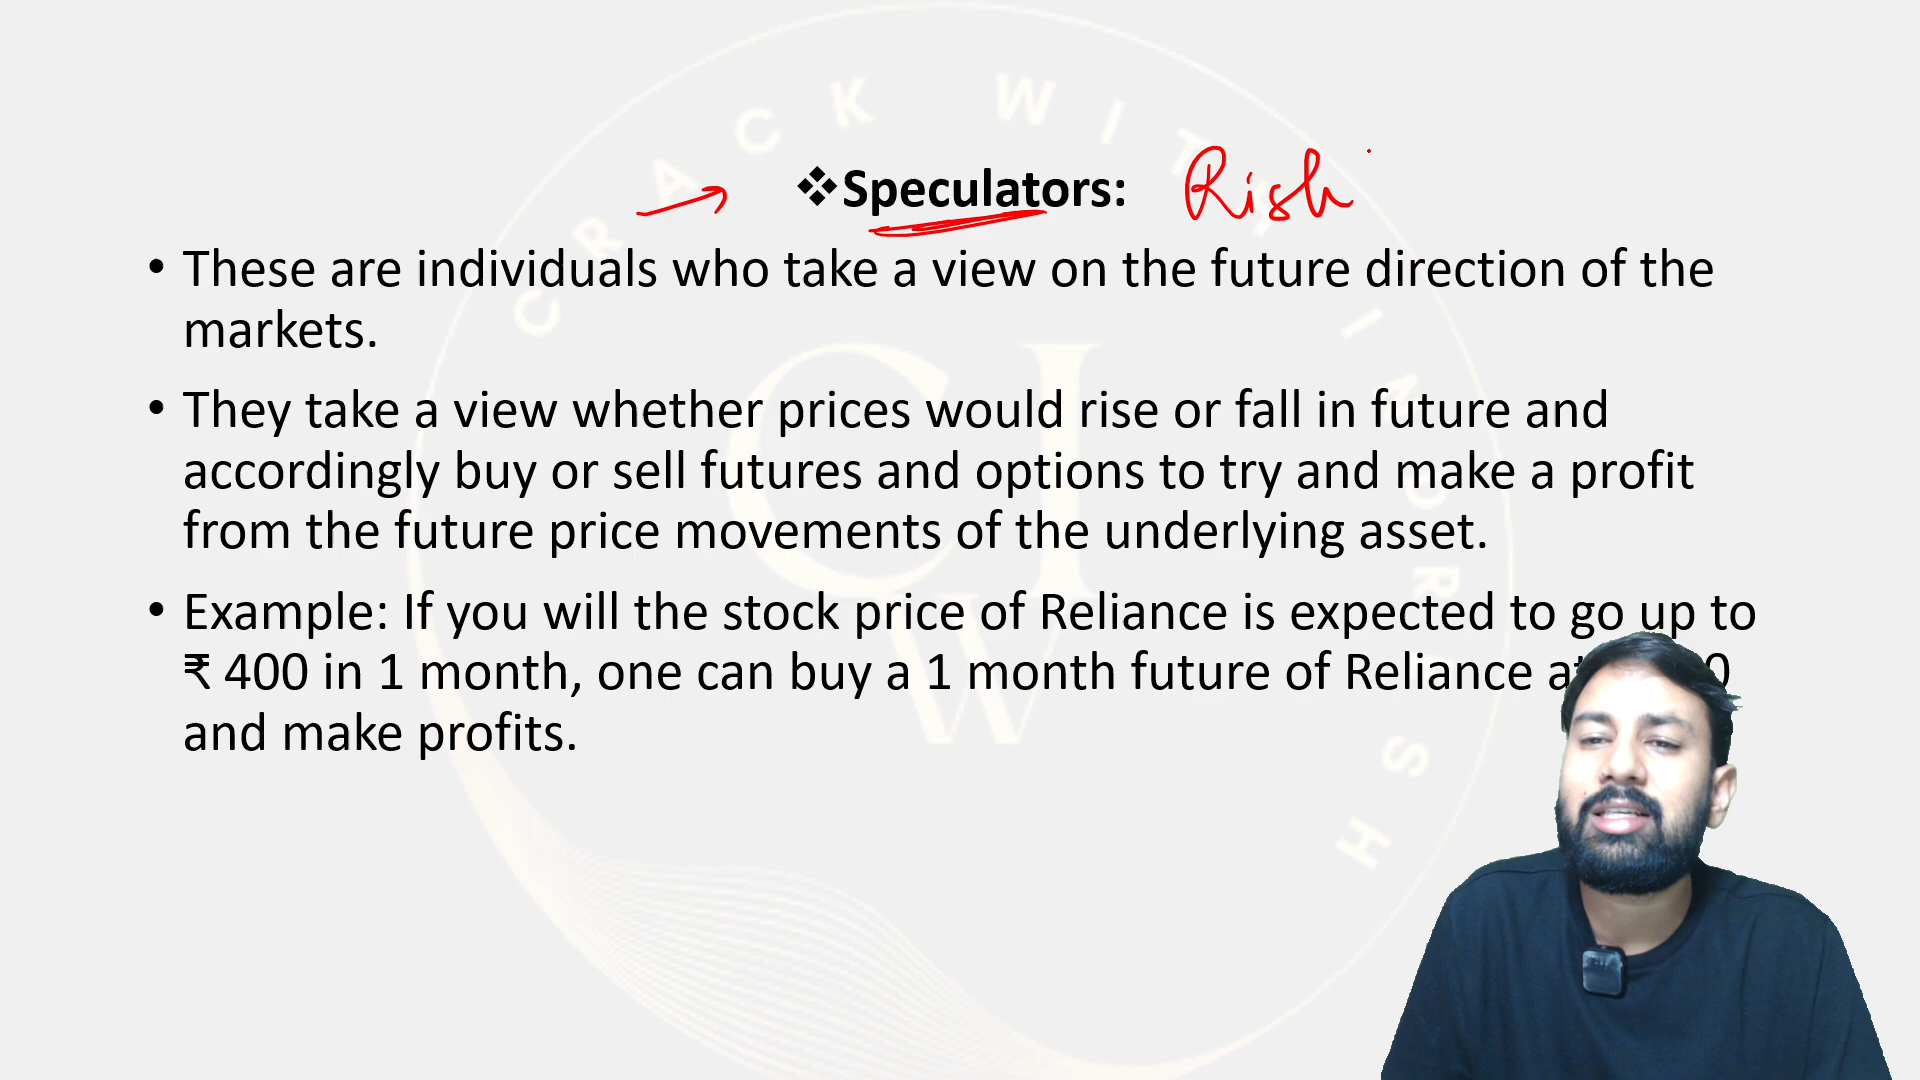 CRACK WITH ADARSH
❖Speculators: Risk
• These are individuals who take a view on the future direction of the
markets.
• They take a view whether prices would rise or fall in future and
accordingly buy or sell futures and options to try and make a profit
from the future price movements of the underlying asset.
• Example: If you will the stock price of Reliance is expected to go up to
₹ 400 in 1 month, one can buy a 1 month future of Reliance at
and make profits.